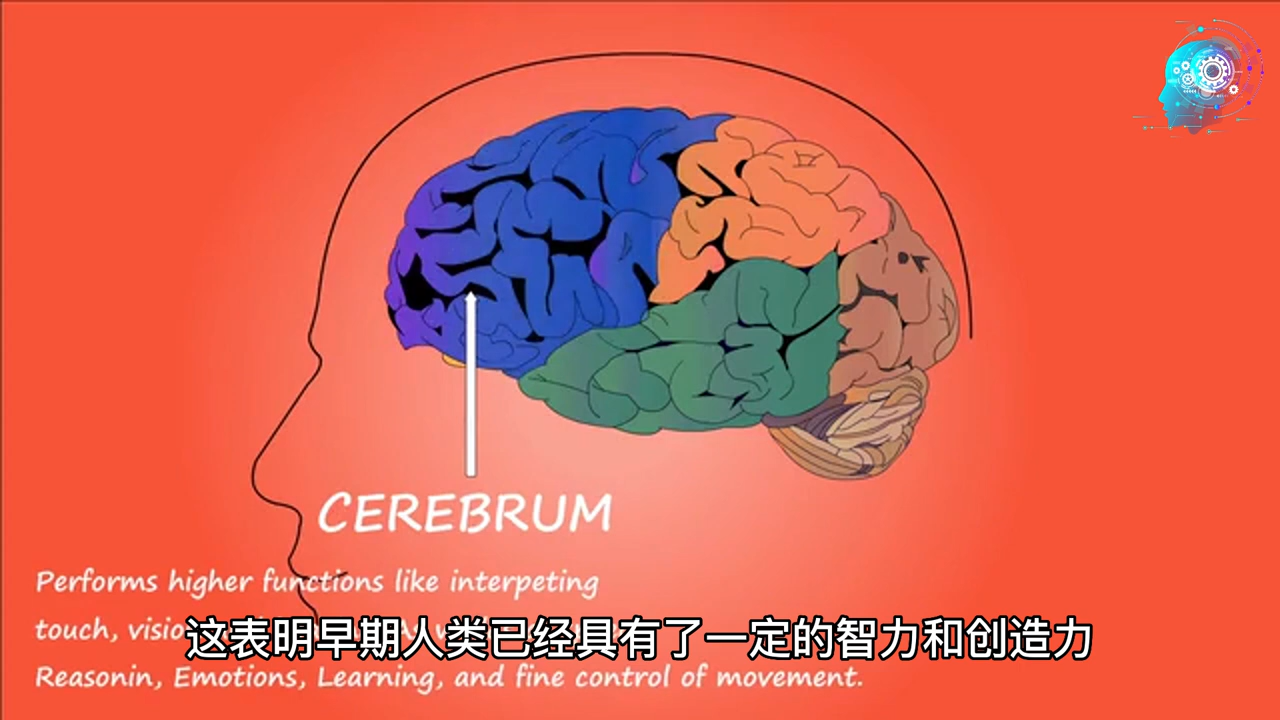 CEREBRUM
Performs higher functions like interpeting
touch, visio
这表明早期人类已经具有了一定的智力和创造力
Reasonin, Emotions, Learning, and fine control of movement.